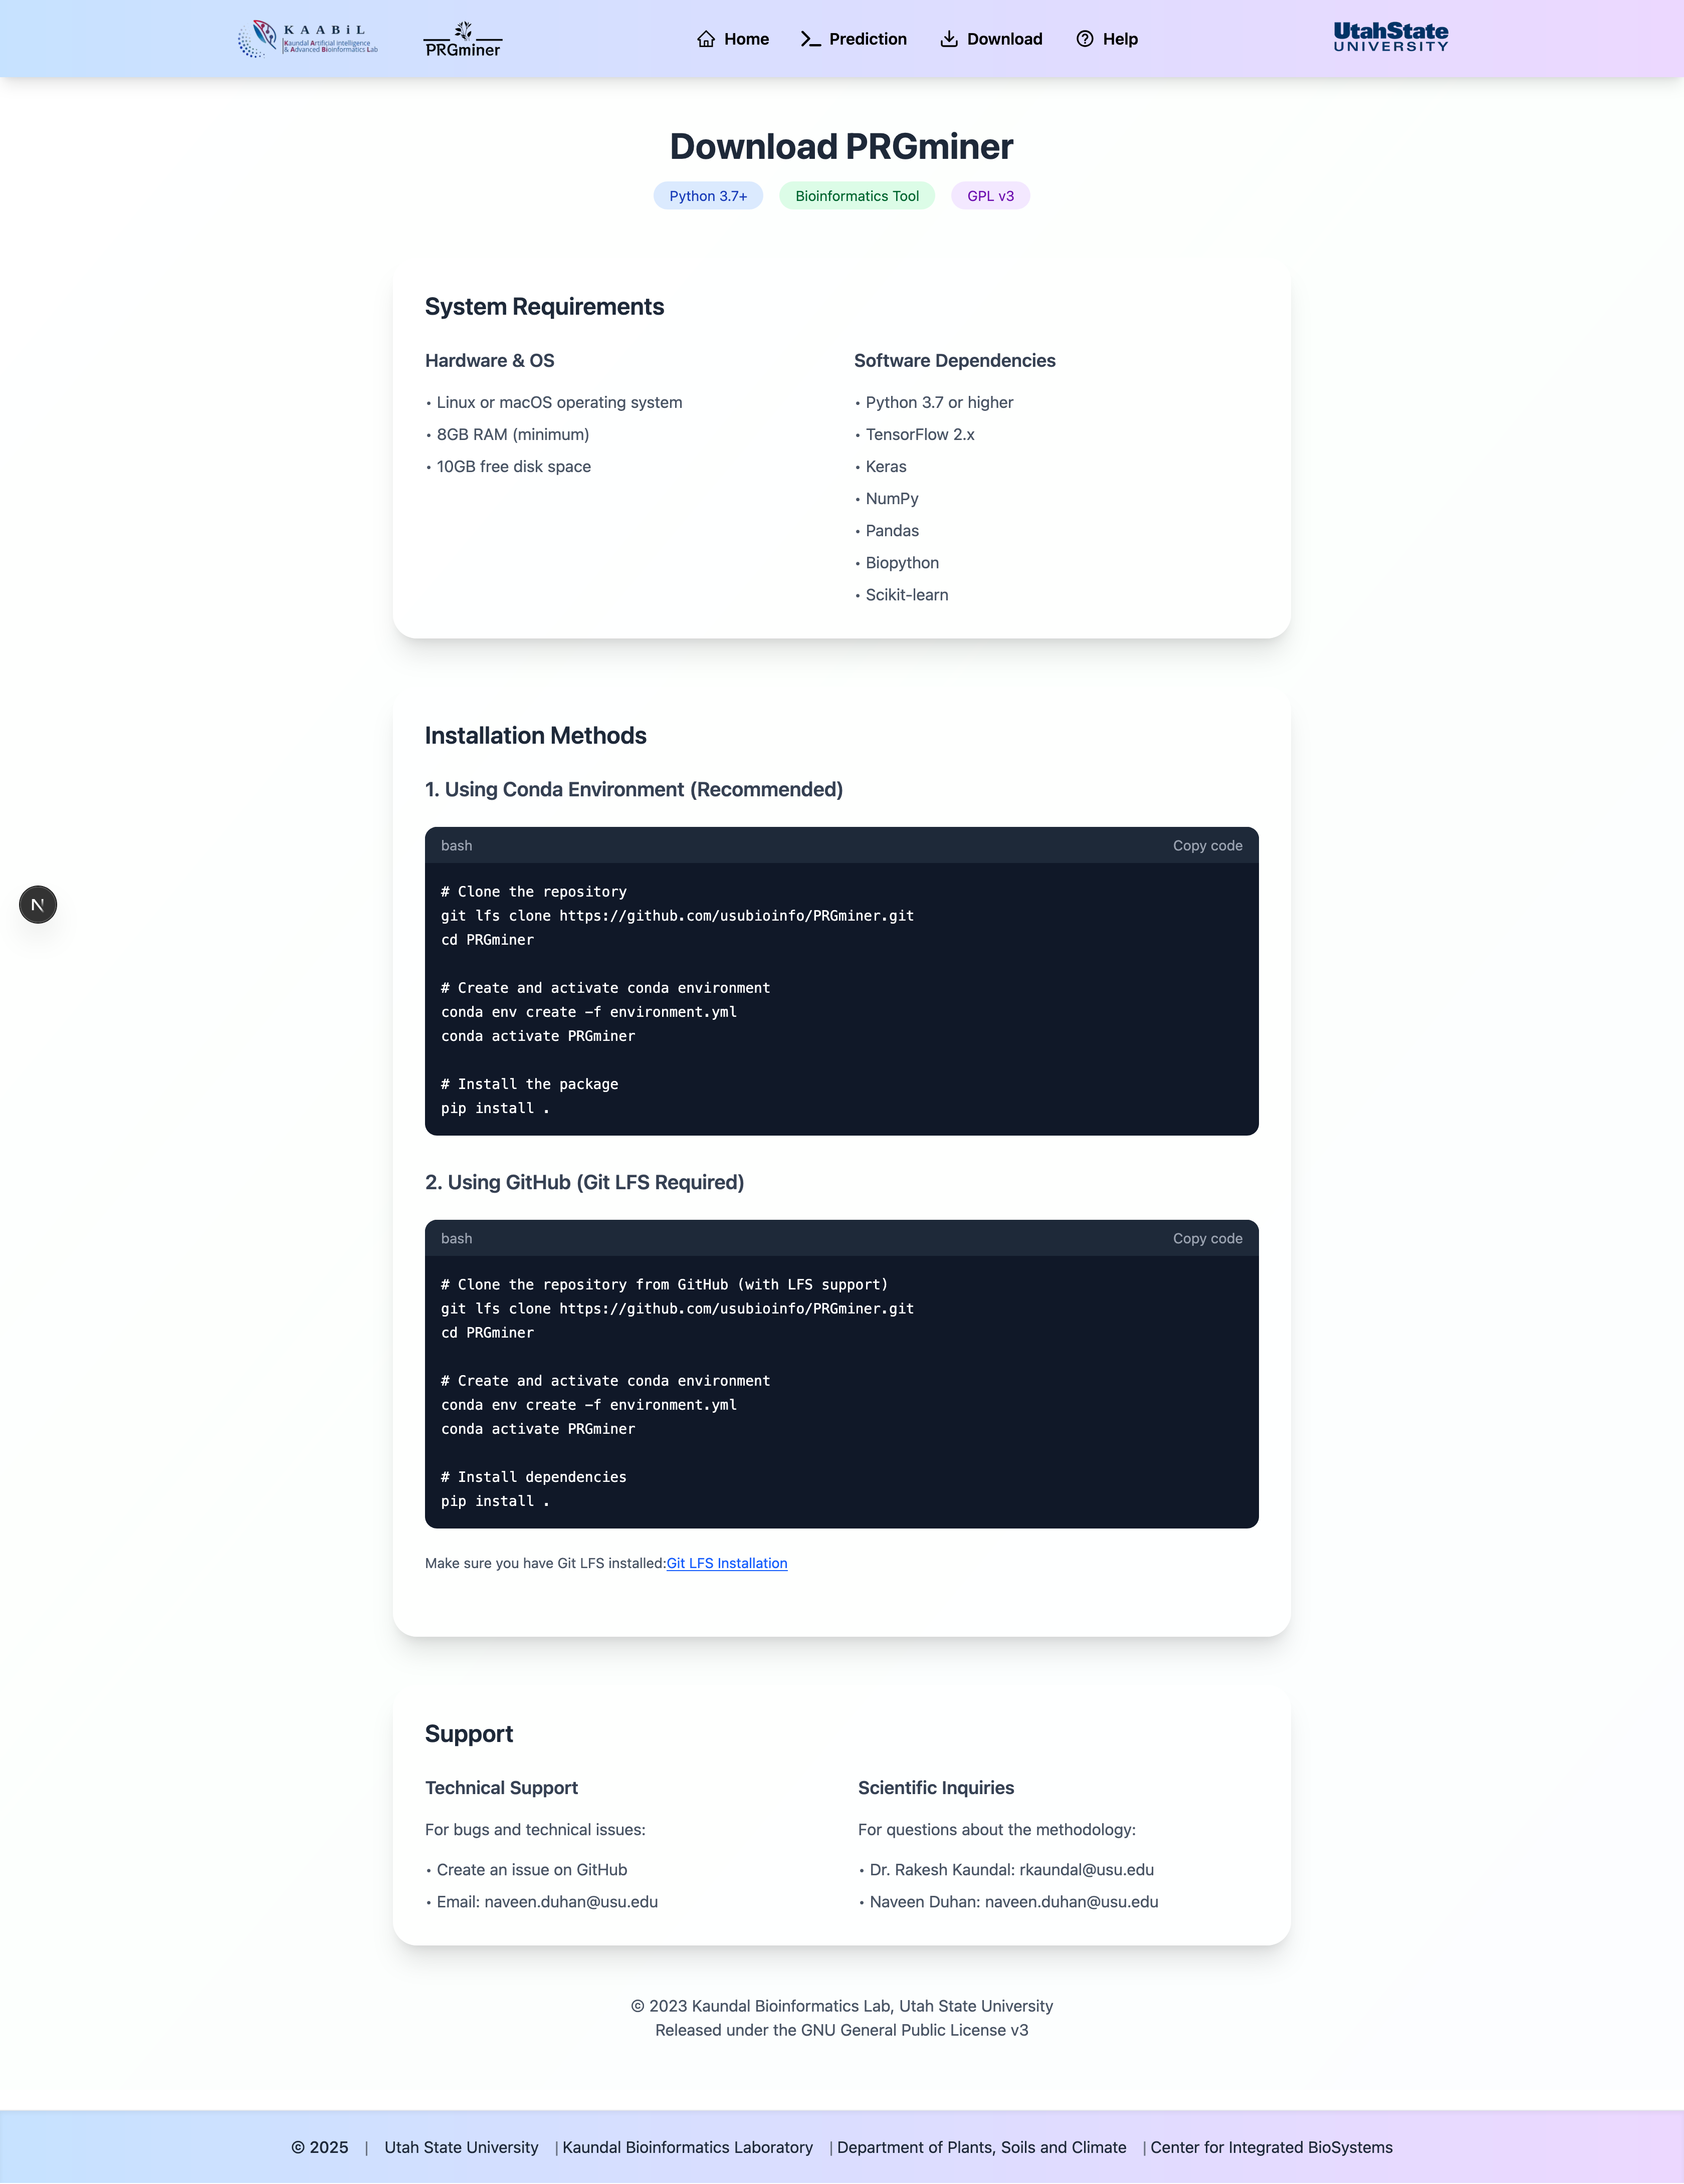 KAABiL
Kaundal Artificial intelligence
& Advanced Bioinformatics Lab
PRGminer
Home
Prediction
Download
Help
UtahState
UNIVERSITY
Download PRGminer
Python 3.7+
Bioinformatics Tool
GPL v3
System Requirements
Hardware & OS
• Linux or macOS operating system
• 8GB RAM (minimum)
• 10GB free disk space
Software Dependencies
• Python 3.7 or higher
• TensorFlow 2.x
• Keras
• NumPy
• Pandas
• Biopython
• Scikit-learn
Installation Methods
1. Using Conda Environment (Recommended)
bash
Copy code
# Clone the repository
git lfs clone https://github.com/usubioinfo/PRGminer.git
cd PRGminer
# Create and activate conda environment
conda env create -f environment.yml
conda activate PRGminer
# Install the package
pip install .
2. Using GitHub (Git LFS Required)
bash
Copy code
# Clone the repository from GitHub (with LFS support)
git lfs clone https://github.com/usubioinfo/PRGminer.git
cd PRGminer
# Create and activate conda environment
conda env create -f environment.yml
conda activate PRGminer
# Install dependencies
pip install .
Make sure you have Git LFS installed:Git LFS Installation
N
Support
Technical Support
For bugs and technical issues:
• Create an issue on GitHub
• Email: naveen.duhan@usu.edu
Scientific Inquiries
For questions about the methodology:
• Dr. Rakesh Kaundal: rkaundal@usu.edu
• Naveen Duhan: naveen.duhan@usu.edu
© 2023 Kaundal Bioinformatics Lab, Utah State University
Released under the GNU General Public License v3
© 2025 | Utah State University | Kaundal Bioinformatics Laboratory | Department of Plants, Soils and Climate | Center for Integrated BioSystems